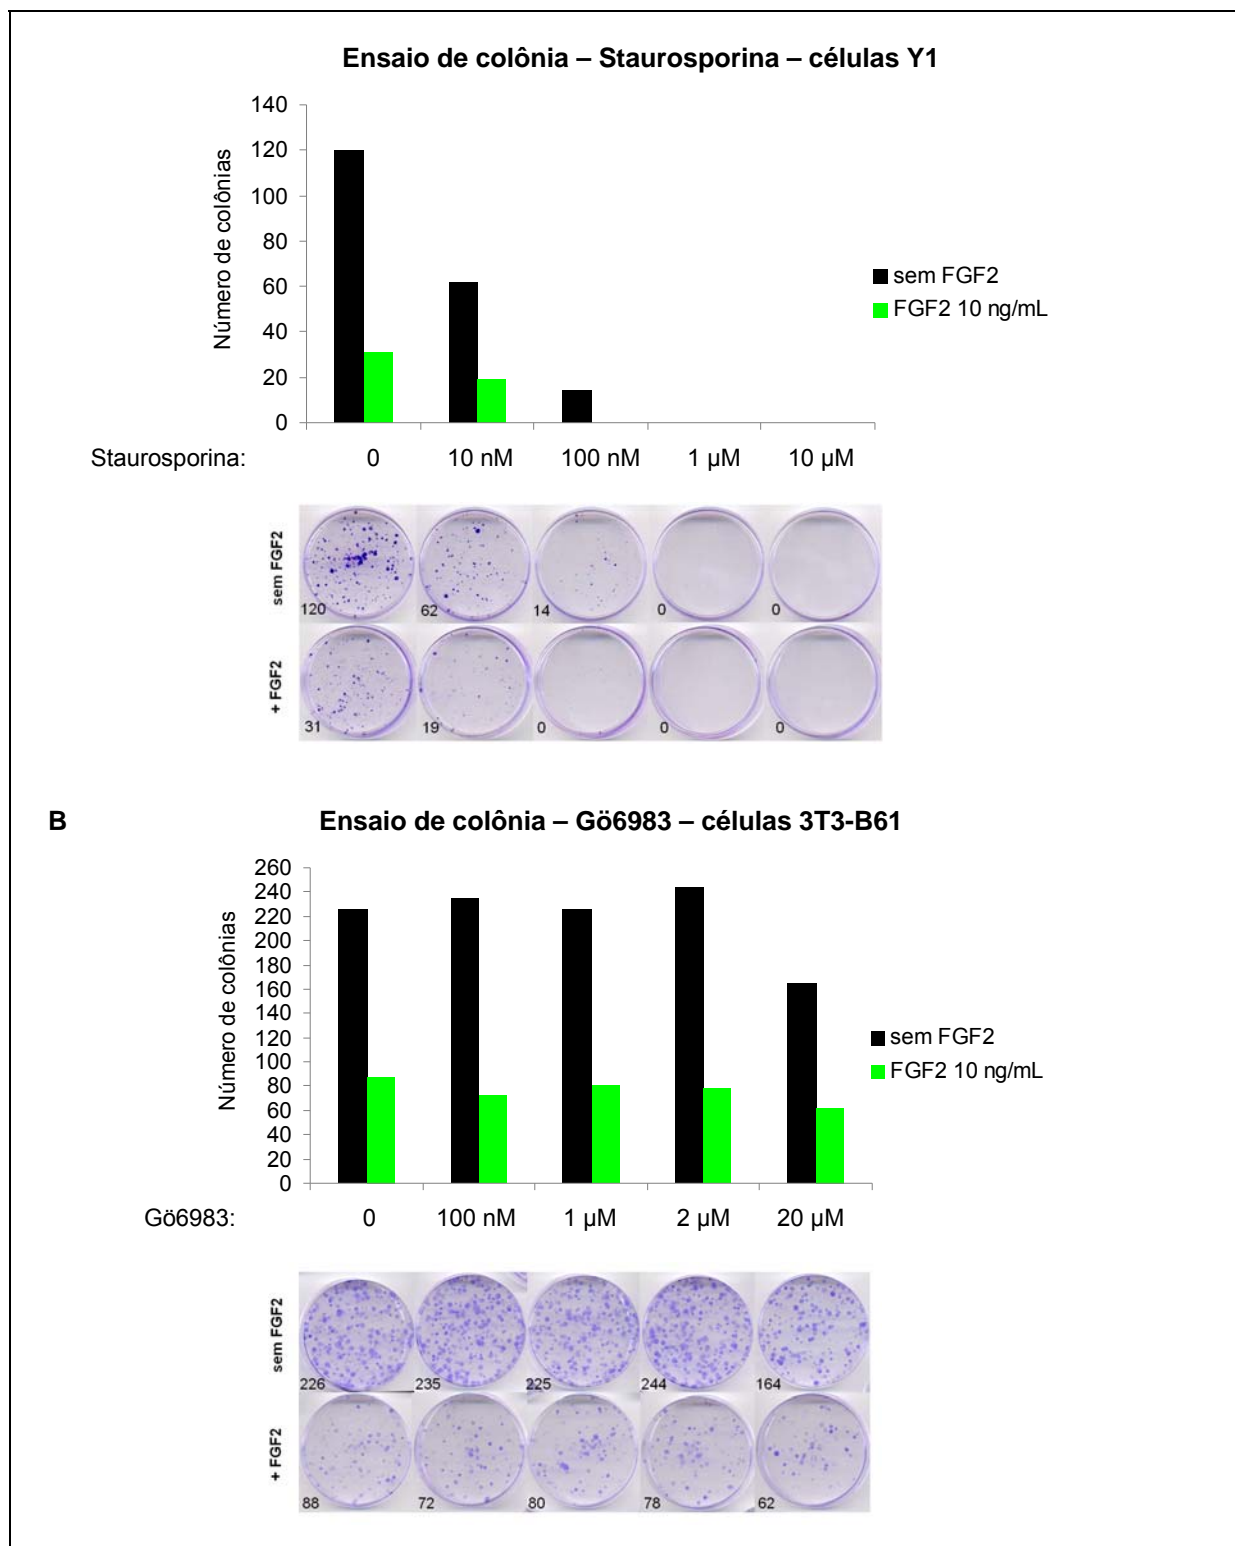 Ensaio de colônia – Staurosporina – células Y1
Número de colônias
140
120
100
80
60
40
20
0
sem FGF2
FGF2 10 ng/mL
Staurosporina: 0 10 nM 100 nM 1 µM 10 µM
sem FGF2
120 62 14 0 0
+ FGF2
31 19 0 0 0
B
Ensaio de colônia – Gö6983 – células 3T3-B61
Número de colônias
260
240
220
200
180
160
140
120
100
80
60
40
20
0
sem FGF2
FGF2 10 ng/mL
Gö6983: 0 100 nM 1 µM 2 µM 20 µM
sem FGF2
226 235 225 244 164
+ FGF2
88 72 80 78 62